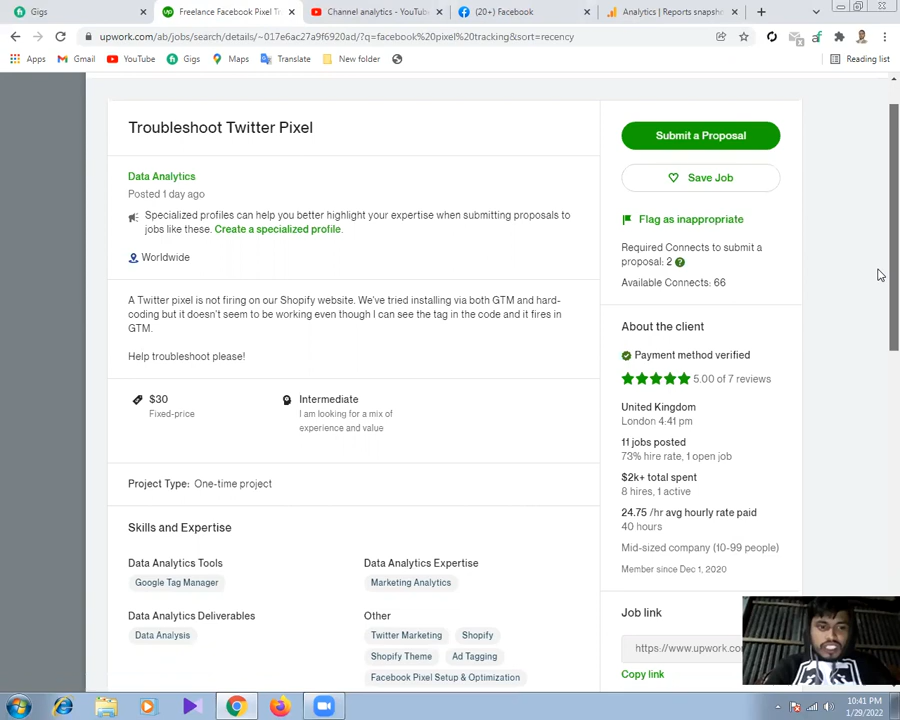 Gigs
Freelance Facebook Pixel Tr
Channel analytics - YouTub
(20+) Facebook
Analytics | Reports snapsh
upwork.com/ab/jobs/search/details/~017e6ac27a9f6920ad/?q=facebook%20pixel%20tracking&sort=recency
Apps
Gmail
YouTube
Gigs
Maps
Translate
New folder
Reading list
Troubleshoot Twitter Pixel
Data Analytics
Posted 1 day ago
Specialized profiles can help you better highlight your expertise when submitting proposals to
jobs like these. Create a specialized profile.
Worldwide
A Twitter pixel is not firing on our Shopify website. We've tried installing via both GTM and hard-
coding but it doesn't seem to be working even though I can see the tag in the code and it fires in
GTM.
Help troubleshoot please!
$30
Fixed-price
Intermediate
I am looking for a mix of
experience and value
Project Type: One-time project
Skills and Expertise
Data Analytics Tools
Google Tag Manager
Data Analytics Expertise
Marketing Analytics
Data Analytics Deliverables
Data Analysis
Other
Twitter Marketing
Shopify
Shopify Theme
Ad Tagging
Facebook Pixel Setup & Optimization
Submit a Proposal
Save Job
Flag as inappropriate
Required Connects to submit a
proposal: 2
Available Connects: 66
About the client
Payment method verified
5.00 of 7 reviews
United Kingdom
London 4:41 pm
11 jobs posted
73% hire rate, 1 open job
$2k+ total spent
8 hires, 1 active
24.75 /hr avg hourly rate paid
40 hours
Mid-sized company (10-99 people)
Member since Dec 1, 2020
Job link
https://www.upwork.co
Copy link
10:41 PM
1/29/2022